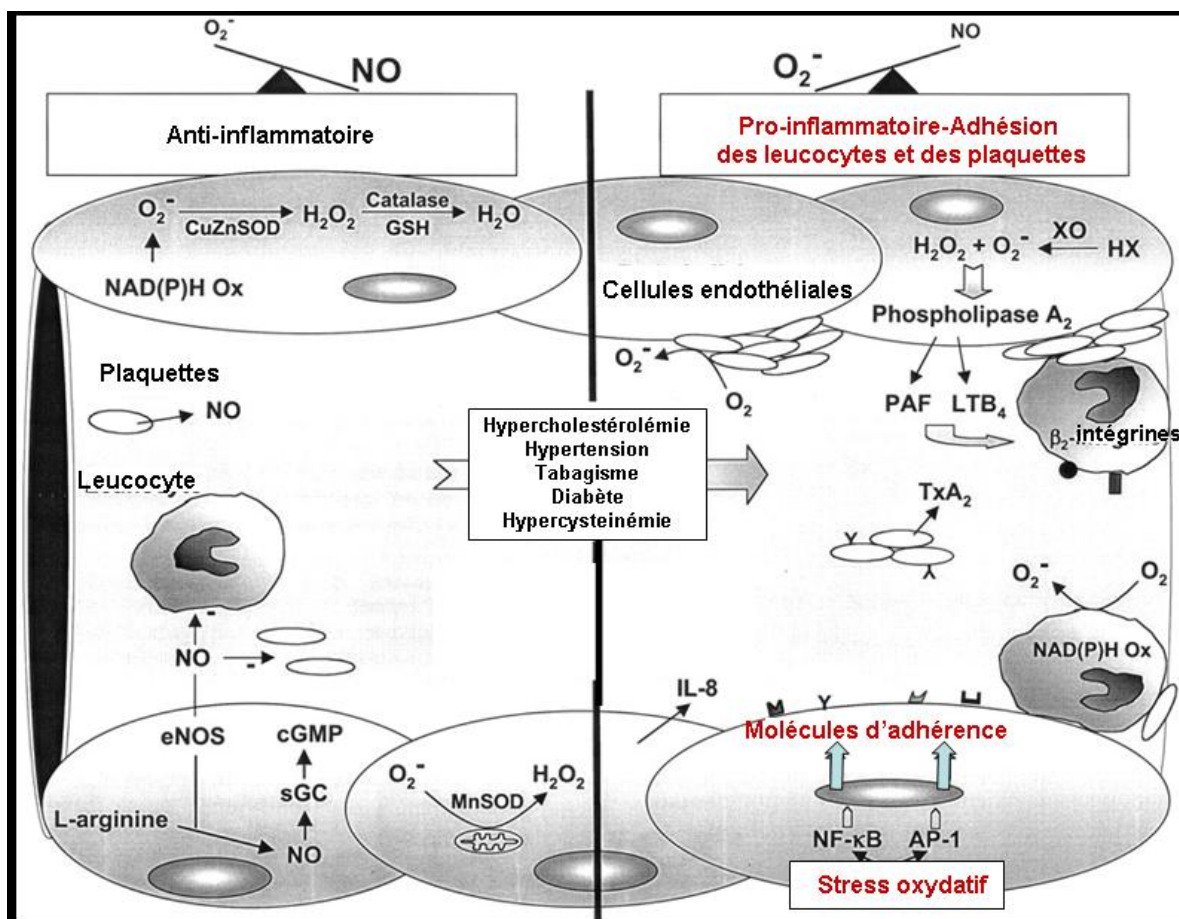 O₂⁻
NO
Anti-inflammatoire
O₂⁻
NO
Pro-inflammatoire-Adhésion
des leucocytes et des plaquettes
O₂⁻
CuZnSOD
H₂O₂
Catalase
GSH
H₂O
NAD(P)H Ox
Cellules endothéliales
H₂O₂ + O₂⁻
XO
HX
Phospholipase A₂
PAF
LTB₄
β₂-intégrines
O₂⁻
O₂
Plaquettes
NO
Leucocyte
Hypercholestérolémie
Hypertension
Tabagisme
Diabète
Hypercysteinémie
TxA₂
O₂⁻
O₂
NAD(P)H Ox
-
NO
-
eNOS
cGMP
sGC
L-arginine
NO
O₂⁻
H₂O₂
MnSOD
IL-8
Y
Molécules d'adhérence
NF-κB
AP-1
Stress oxydatif